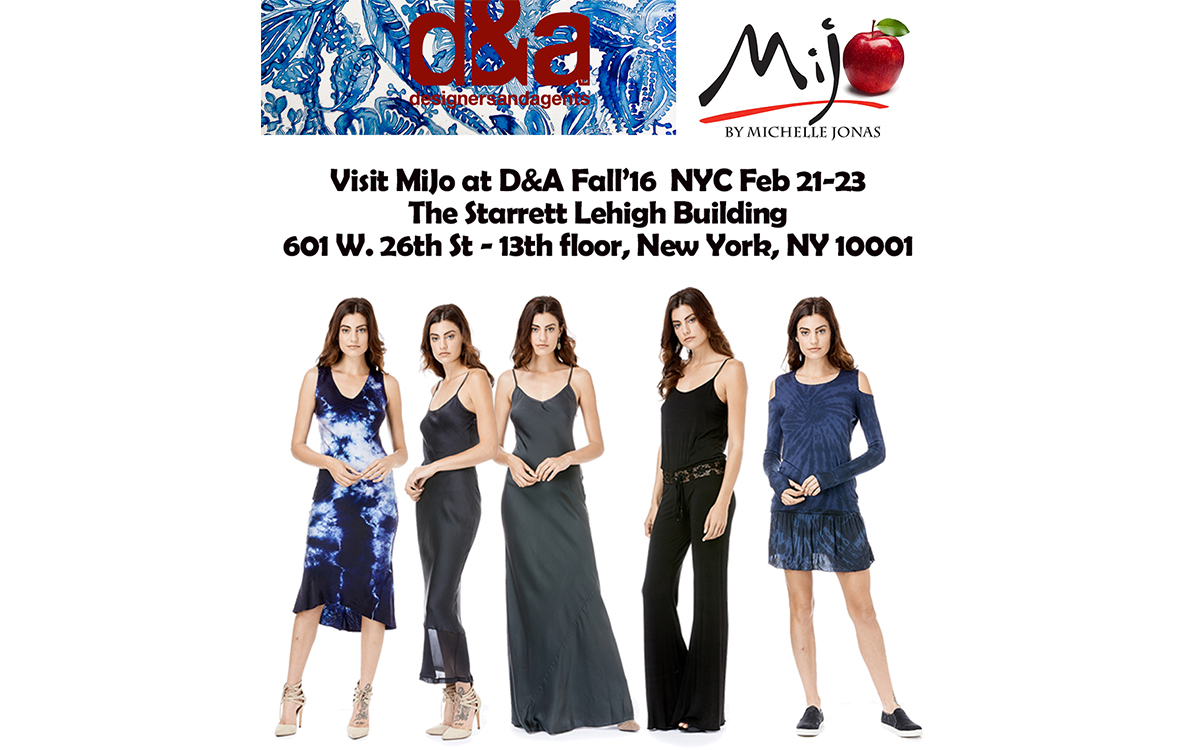 d&a
designersandagents
MiJo
BY MICHELLE JONAS
Visit MiJo at D&A Fall'16 NYC Feb 21-23
The Starrett Lehigh Building
601 W. 26th St - 13th floor, New York, NY 10001